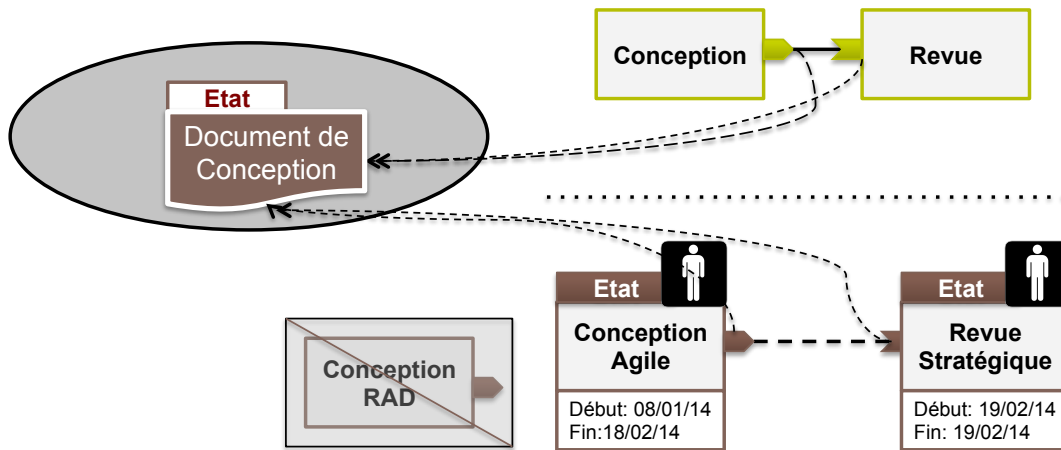 Conception
Revue
Etat
Document de
Conception
Etat
Conception
Agile
Début: 08/01/14
Fin:18/02/14
Etat
Revue
Stratégique
Début: 19/02/14
Fin: 19/02/14
Conception
RAD